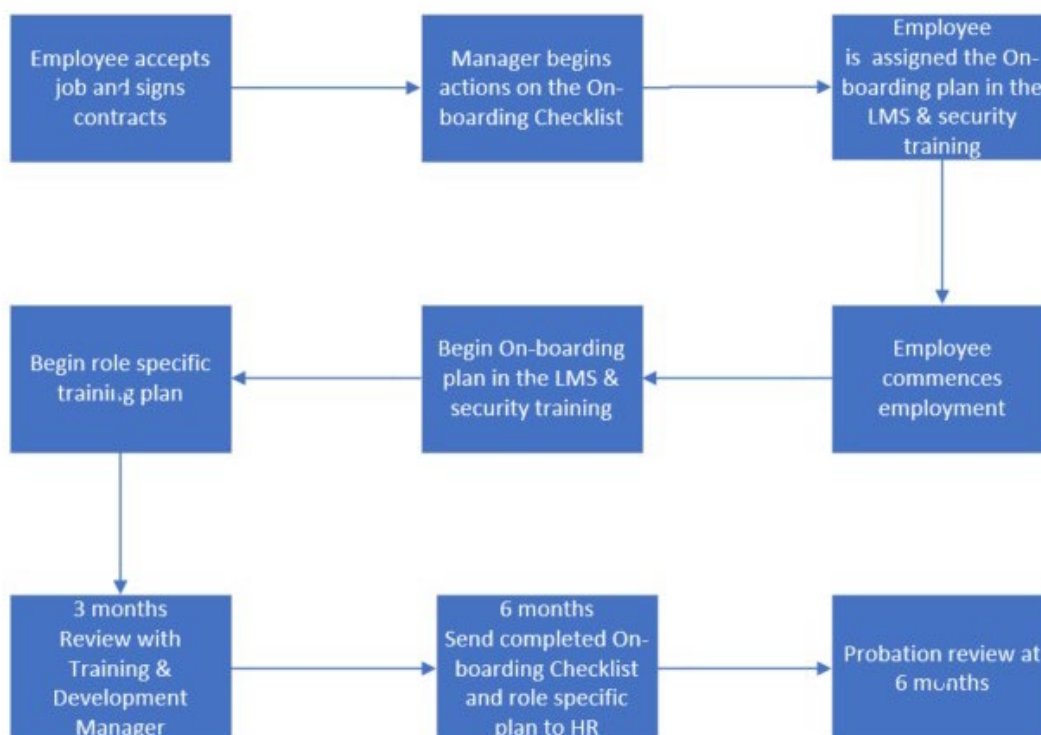 Employee accepts
job and signs
contracts
Manager begins
actions on the On-
boarding Checklist
Employee
is assigned the On-
boarding plan in the
LMS & security
training
Employee
commences
employment
Begin On-boarding
plan in the LMS &
security training
Begin role specific
training plan
3 months
Review with
Training &
Development
Manager
6 months
Send completed On-
boarding Checklist
and role specific
plan to HR
Probation review at
6 months